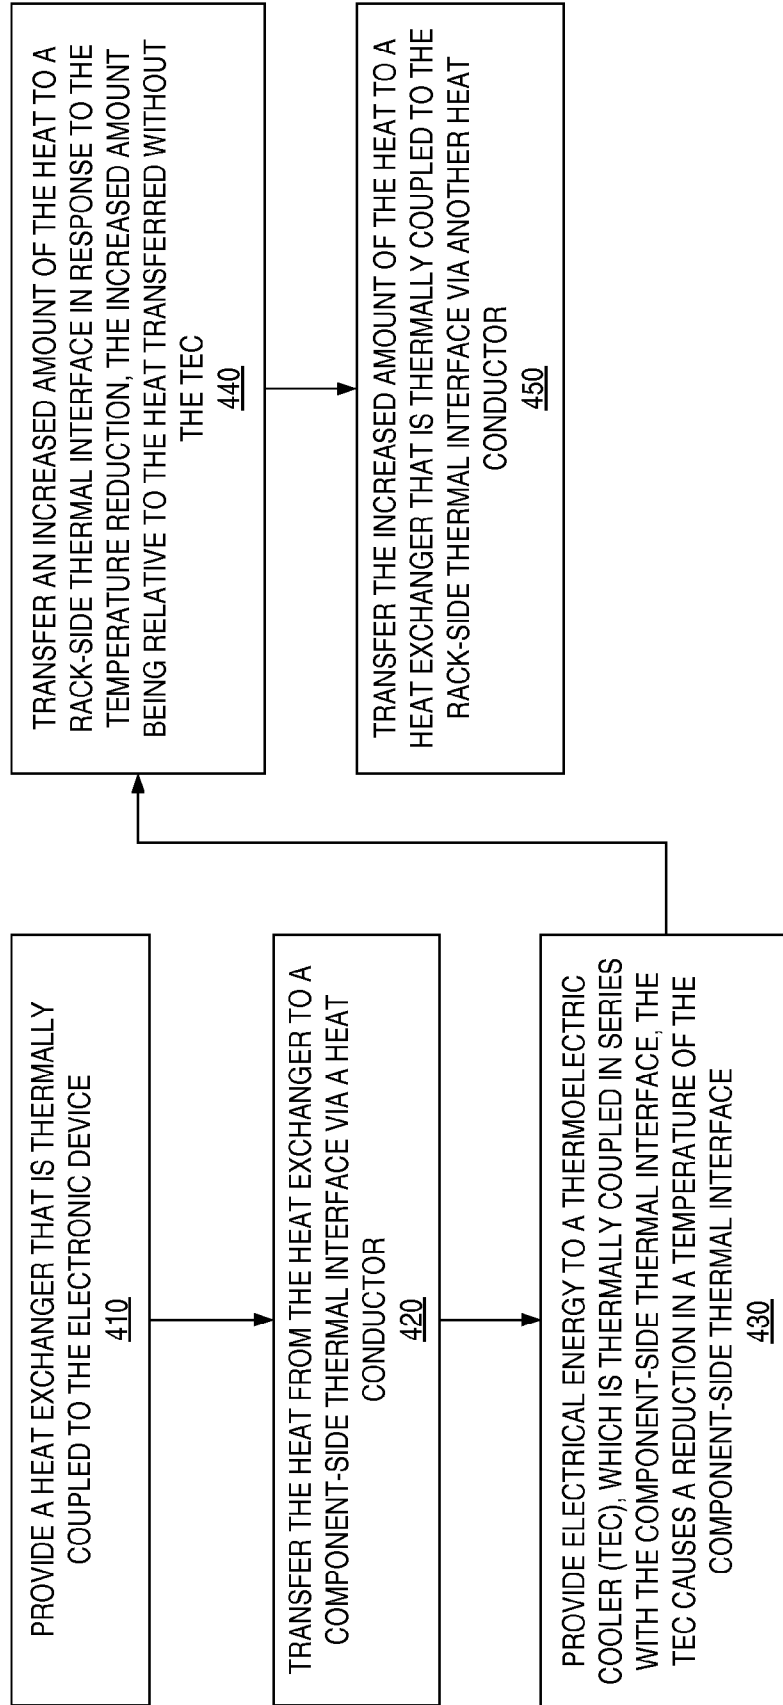 PROVIDE A HEAT EXCHANGER THAT IS THERMALLY
COUPLED TO THE ELECTRONIC DEVICE
410
TRANSFER THE HEAT FROM THE HEAT EXCHANGER TO A
COMPONENT-SIDE THERMAL INTERFACE VIA A HEAT
CONDUCTOR
420
PROVIDE ELECTRICAL ENERGY TO A THERMOELECTRIC
COOLER (TEC), WHICH IS THERMALLY COUPLED IN SERIES
WITH THE COMPONENT-SIDE THERMAL INTERFACE, THE
TEC CAUSES A REDUCTION IN A TEMPERATURE OF THE
COMPONENT-SIDE THERMAL INTERFACE
430
TRANSFER AN INCREASED AMOUNT OF THE HEAT TO A
RACK-SIDE THERMAL INTERFACE IN RESPONSE TO THE
TEMPERATURE REDUCTION, THE INCREASED AMOUNT
BEING RELATIVE TO THE HEAT TRANSFERRED WITHOUT
THE TEC
440
TRANSFER THE INCREASED AMOUNT OF THE HEAT TO A
HEAT EXCHANGER THAT IS THERMALLY COUPLED TO THE
RACK-SIDE THERMAL INTERFACE VIA ANOTHER HEAT
CONDUCTOR
450